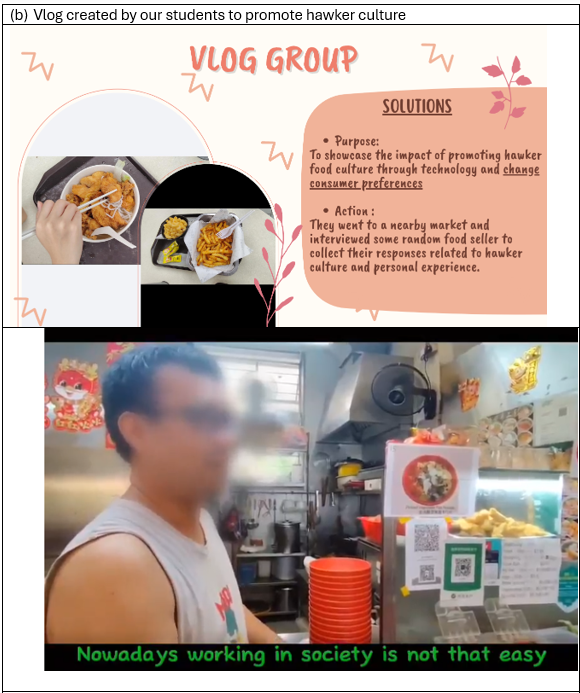 (b) Vlog created by our students to promote hawker culture
VLOG GROUP
SOLUTIONS
• Purpose:
To showcase the impact of promoting hawker
food culture through technology and change
consumer preferences
• Action :
They went to a nearby market and
interviewed some random food seller to
collect their responses related to hawker
culture and personal experience.
Nowadays working in society is not that easy